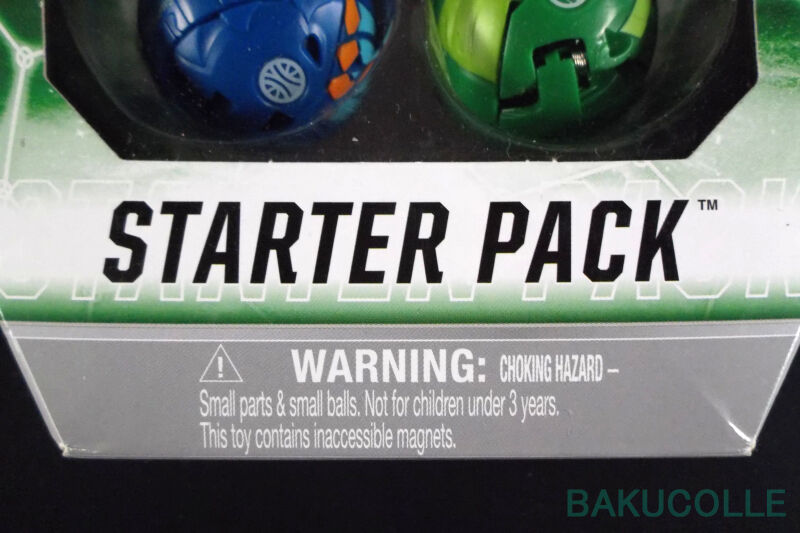 STARTER PACK™
WARNING: CHOKING HAZARD –
Small parts & small balls. Not for children under 3 years.
This toy contains inaccessible magnets.
BAKUCOLLE